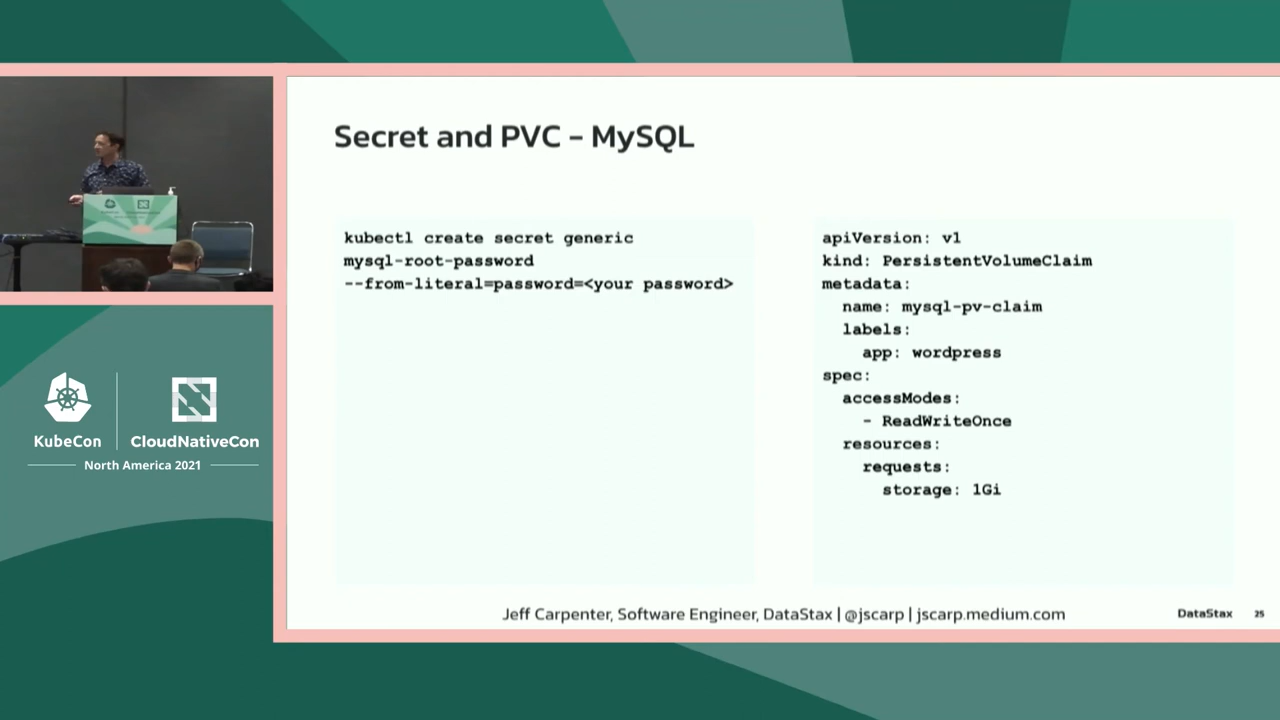 Secret and PVC – MySQL
kubectl create secret generic
mysql-root-password
--from-literal=password=<your password>
apiVersion: v1
kind: PersistentVolumeClaim
metadata:
  name: mysql-pv-claim
  labels:
    app: wordpress
spec:
  accessModes:
    - ReadWriteOnce
  resources:
    requests:
      storage: 1Gi
Jeff Carpenter, Software Engineer, DataStax | @jscarp | jscarp.medium.com
DataStax 25
KubeCon
CloudNativeCon
North America 2021